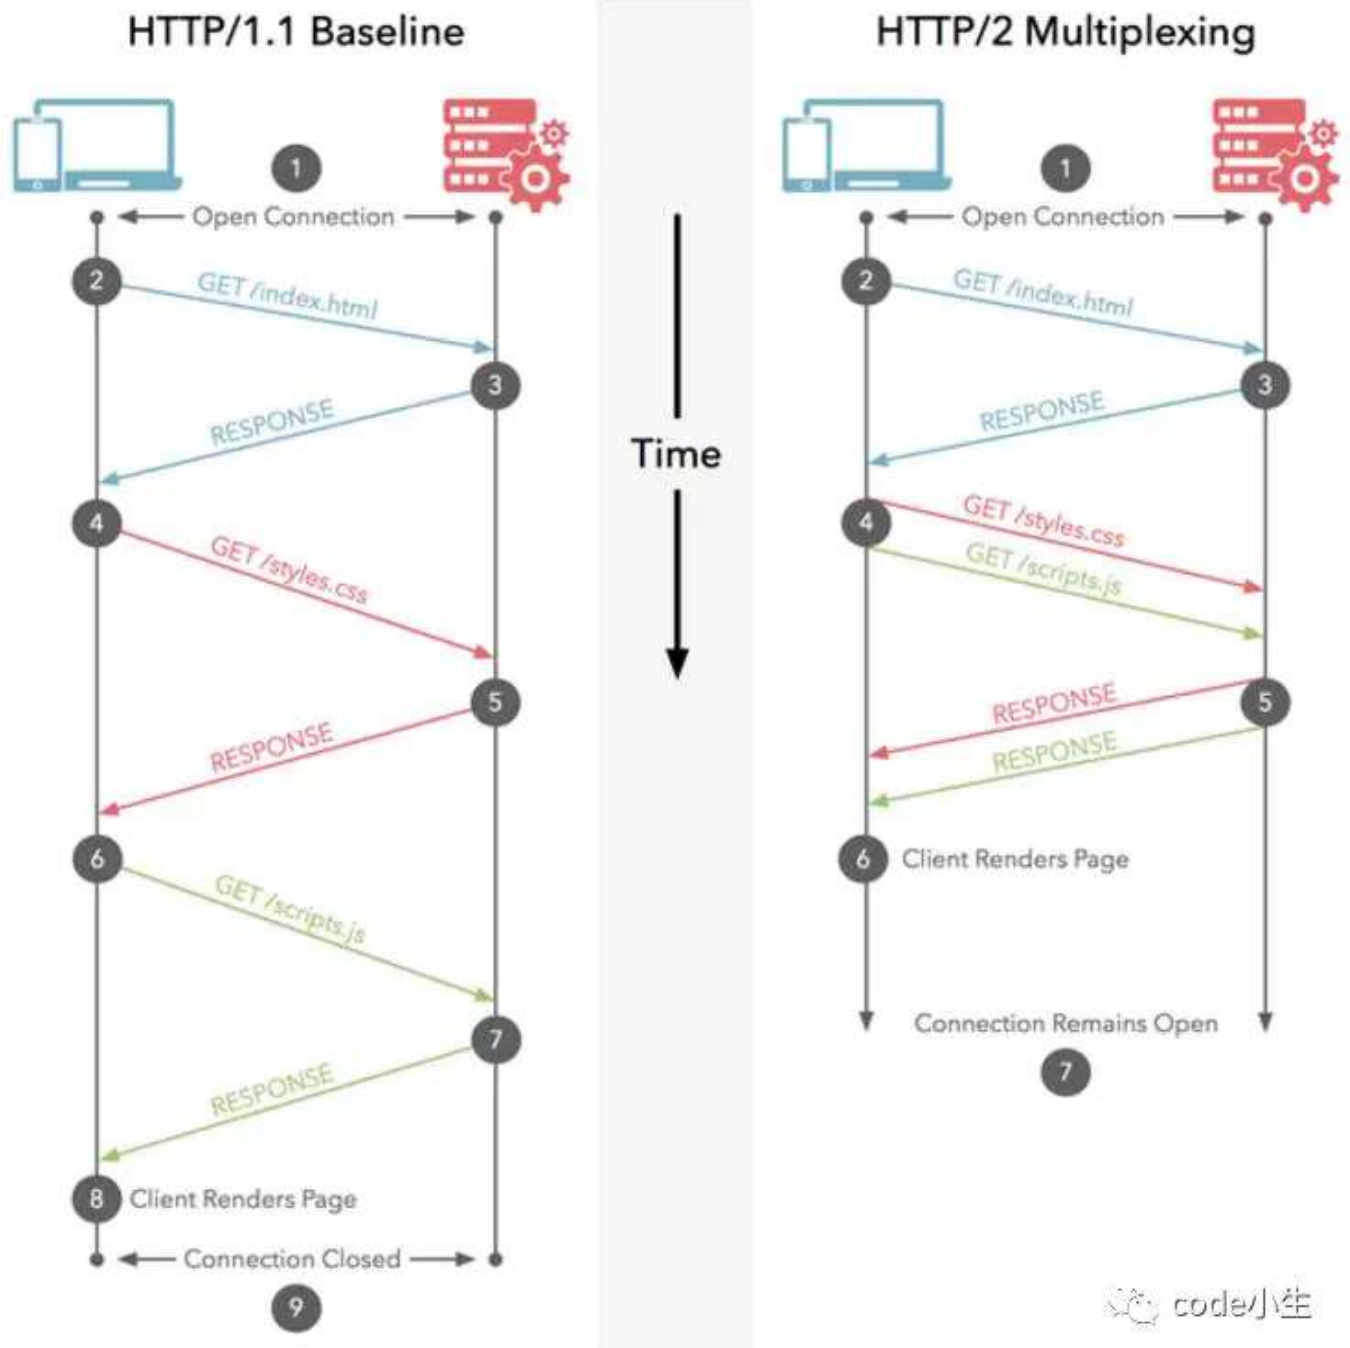 HTTP/1.1 Baseline
1
Open Connection
2
GET /index.html
3
RESPONSE
4
GET /styles.css
5
RESPONSE
6
GET /scripts.js
7
RESPONSE
8 Client Renders Page
Connection Closed
9
Time
HTTP/2 Multiplexing
1
Open Connection
2
GET /index.html
3
RESPONSE
4
GET /styles.css
GET /scripts.js
5
RESPONSE
RESPONSE
6 Client Renders Page
Connection Remains Open
7
code小生